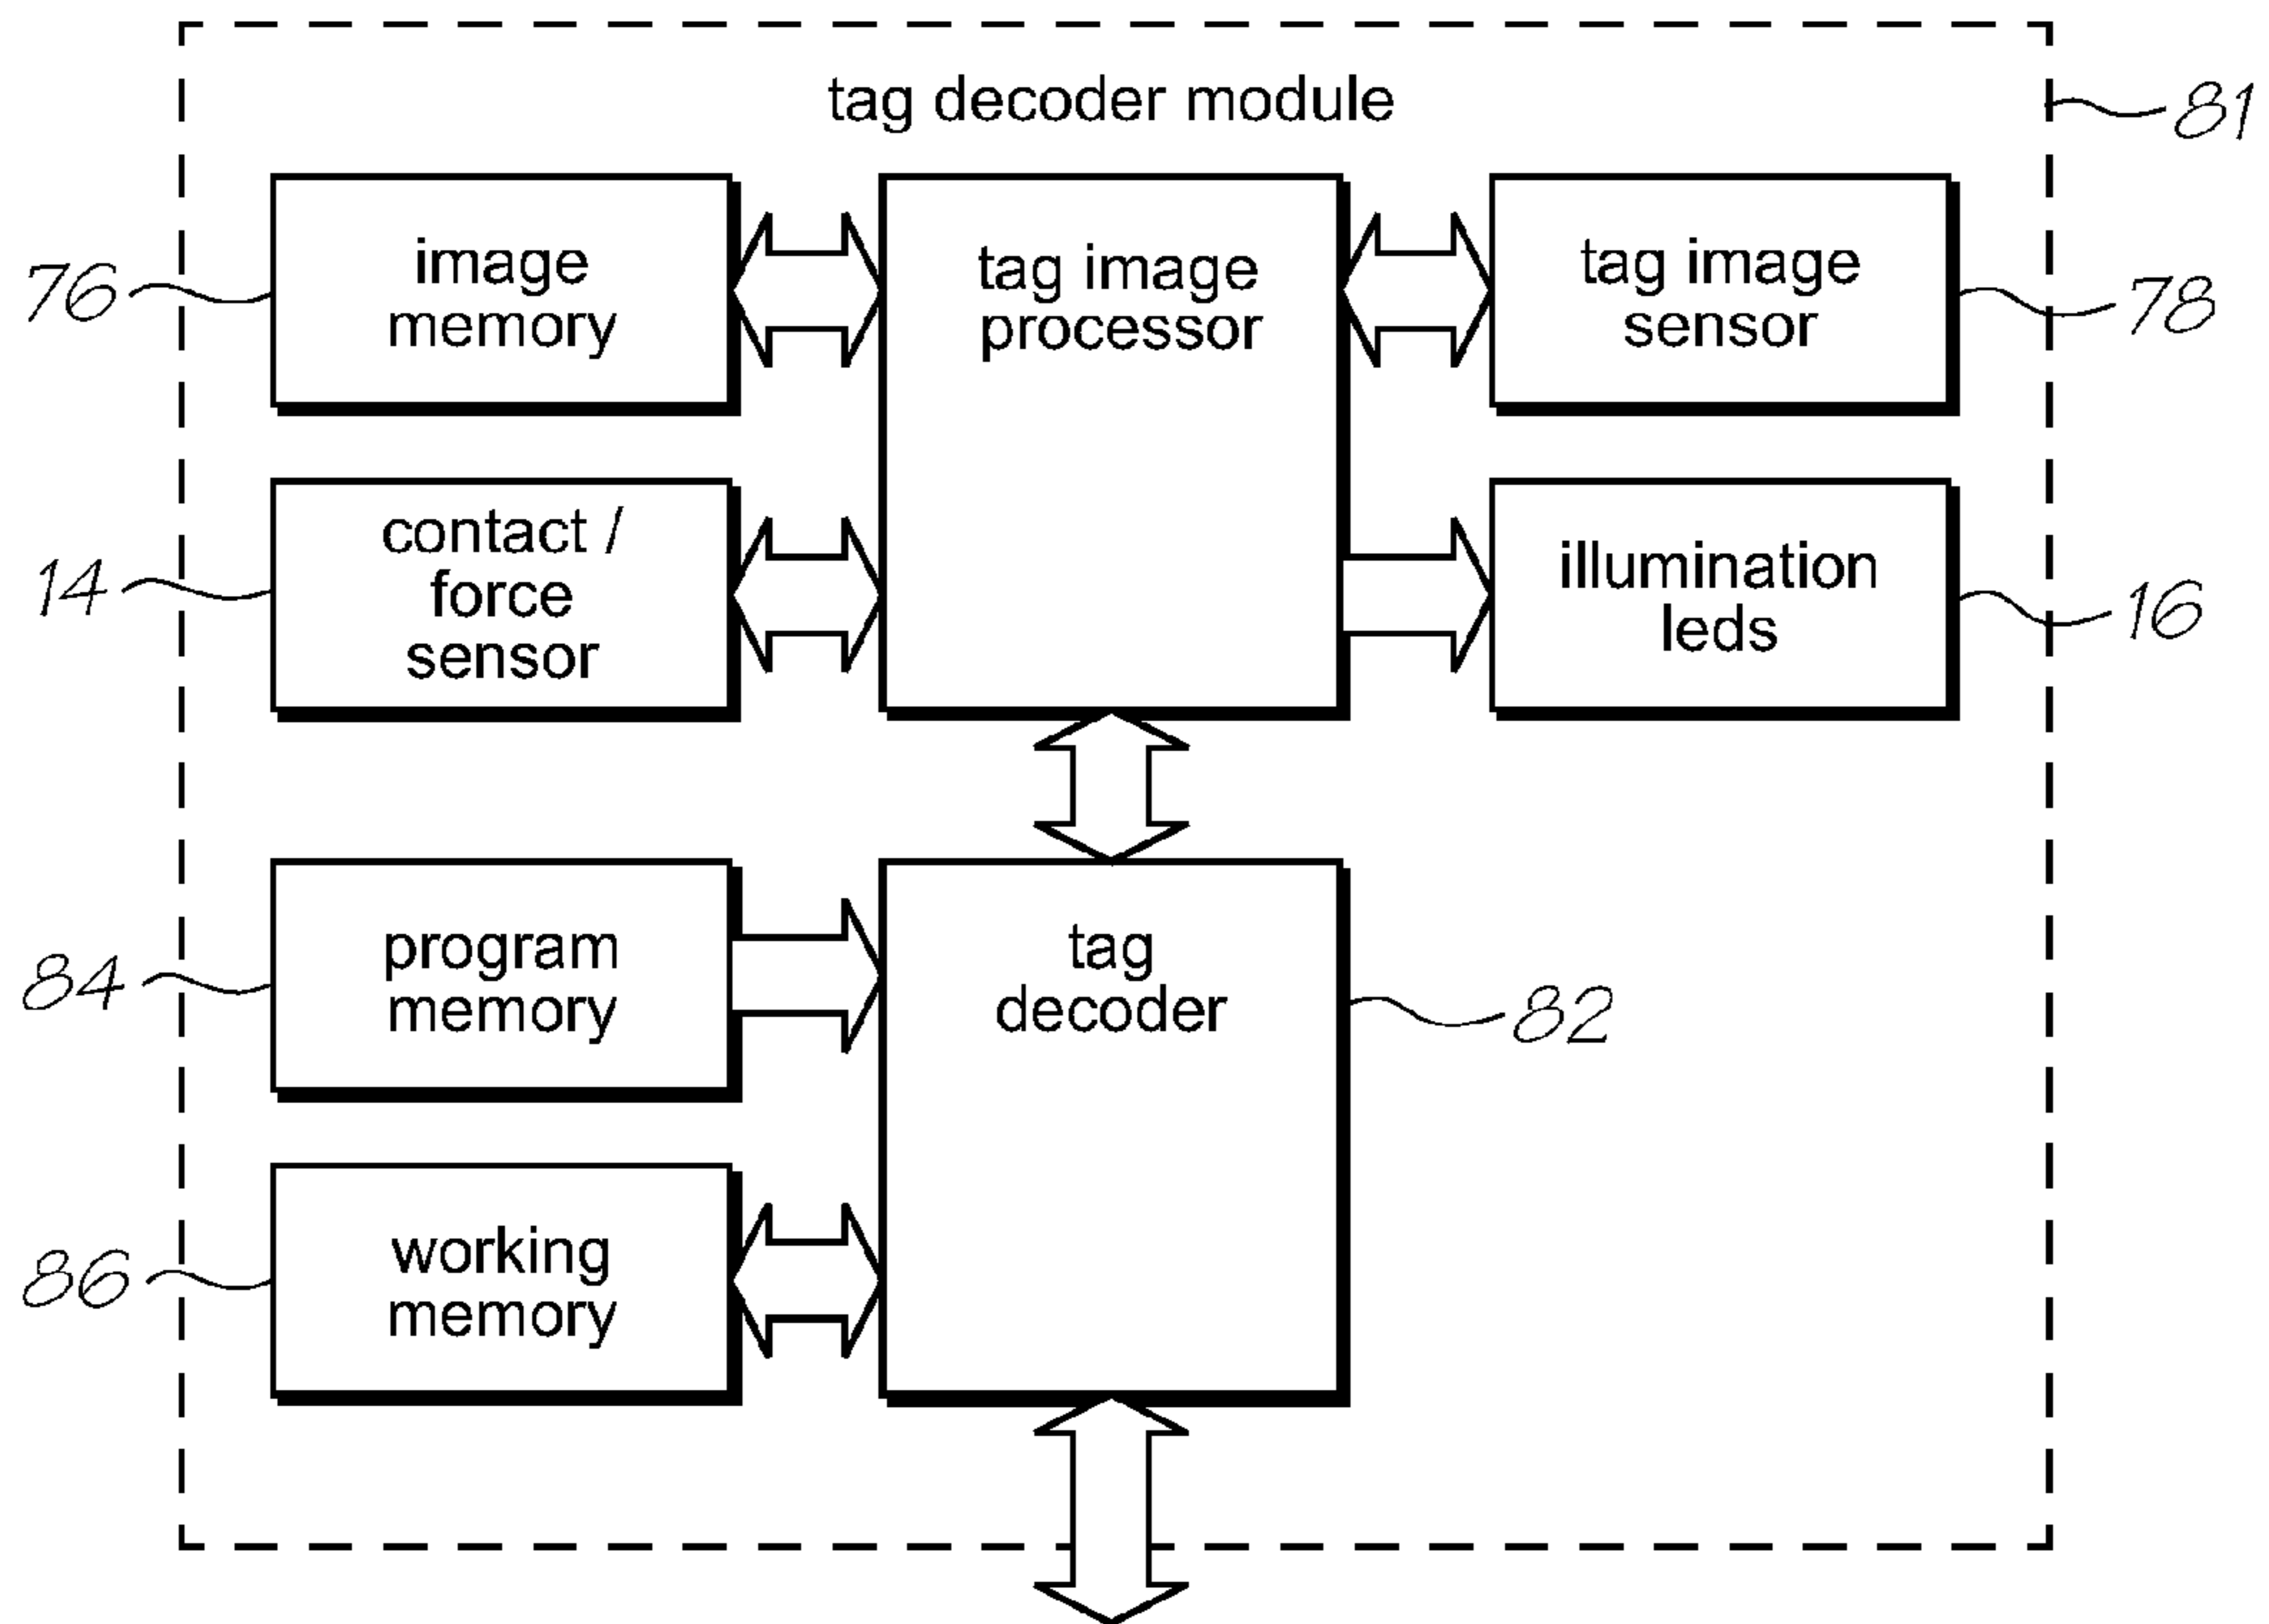 tag decoder module
81
76
image
memory
tag image
processor
tag image
sensor
78
14
contact /
force
sensor
illumination
leds
16
84
program
memory
tag
decoder
82
86
working
memory